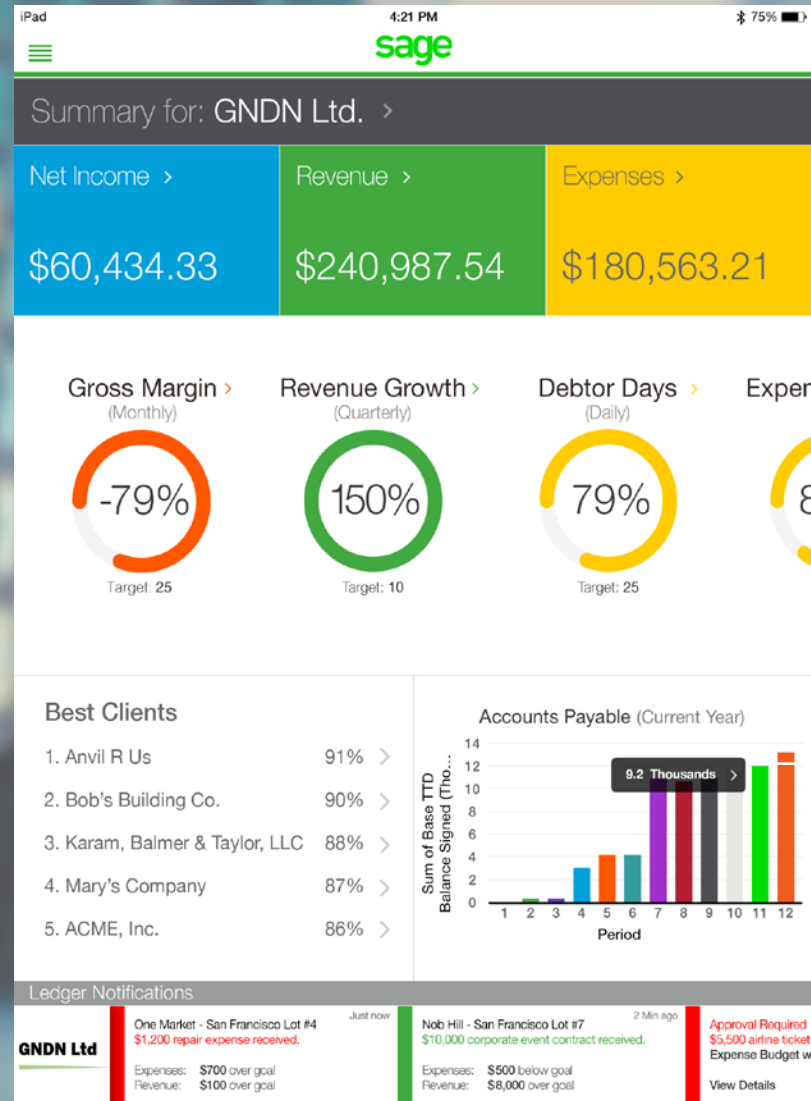 iPad 4:21 PM 75%
sage
Summary for: GNDN Ltd. >
Net Income > Revenue > Expenses >
$60,434.33 $240,987.54 $180,563.21
Gross Margin > Revenue Growth > Debtor Days > Expen
(Monthly) (Quarterly) (Daily)
-79% 150% 79% 8
Target: 25 Target: 10 Target: 25
Best Clients
1. Anvil R Us 91% >
2. Bob's Building Co. 90% >
3. Karam, Balmer & Taylor, LLC 88% >
4. Mary's Company 87% >
5. ACME, Inc. 86% >
Accounts Payable (Current Year)
Sum of Base TTD
Balance Signed (Tho...
14
12
10
8
6
4
2
0
9.2 Thousands >
1 2 3 4 5 6 7 8 9 10 11 12
Period
Ledger Notifications
GNDN Ltd
One Market - San Francisco Lot #4 Just now
$1,200 repair expense received.
Expenses: $700 over goal
Revenue: $100 over goal
Nob Hill - San Francisco Lot #7 2 Min ago
$10,000 corporate event contract received.
Expenses: $500 below goal
Revenue: $8,000 over goal
Approval Required
$5,500 airline ticket
Expense Budget w
View Details